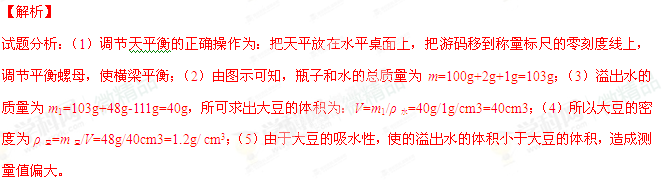 【解析】
试题分析：（1）调节天平衡的正确操作为：把天平放在水平桌面上，把游码移到称量标尺的零刻度线上，
调节平衡螺母，使横梁平衡；（2）由图示可知，瓶子和水的总质量为 m=100g+2g+1g=103g；（3）溢出水的
质量为 m1=103g+48g-111g=40g，所可求出大豆的体积为：V=m1/ρ水=40g/1g/cm3=40cm3；（4）所以大豆的密
度为 ρ豆=m豆/V=48g/40cm3=1.2g/ cm³；（5）由于大豆的吸水性，使的溢出水的体积小于大豆的体积，造成测
量值偏大。